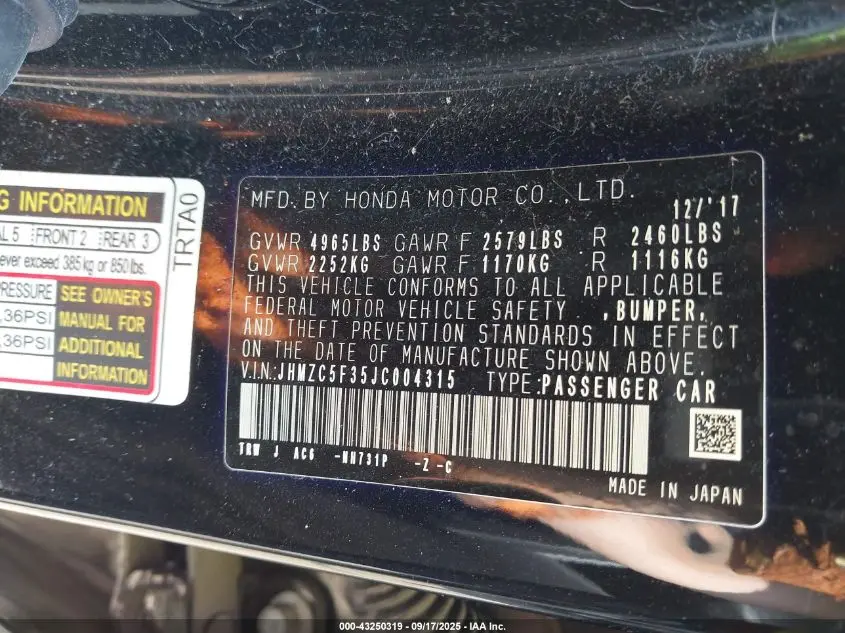 G INFORMATION
AL 5 FRONT 2 REAR 3
ever exceed 385 kg or 850 lbs.
PRESSURE SEE OWNER'S
,36PSI MANUAL FOR
,36PSI ADDITIONAL
INFORMATION
TRTA0
MFD. BY HONDA MOTOR CO.,LTD. 12/'17
GVWR 4965LBS GAWR F 2579LBS R 2460LBS
GVWR 2252KG GAWR F 1170KG R 1116KG
THIS VEHICLE CONFORMS TO ALL APPLICABLE
FEDERAL MOTOR VEHICLE SAFETY ,BUMPER,
AND THEFT PREVENTION STANDARDS IN EFFECT
ON THE DATE OF MANUFACTURE SHOWN ABOVE.
V.I.N.:JHMZC5F35JC004315 TYPE:PASSENGER CAR
TRW J AC6 -NH731P -Z -C
MADE IN JAPAN
000-43250319 - 09/17/2025 - IAA Inc.